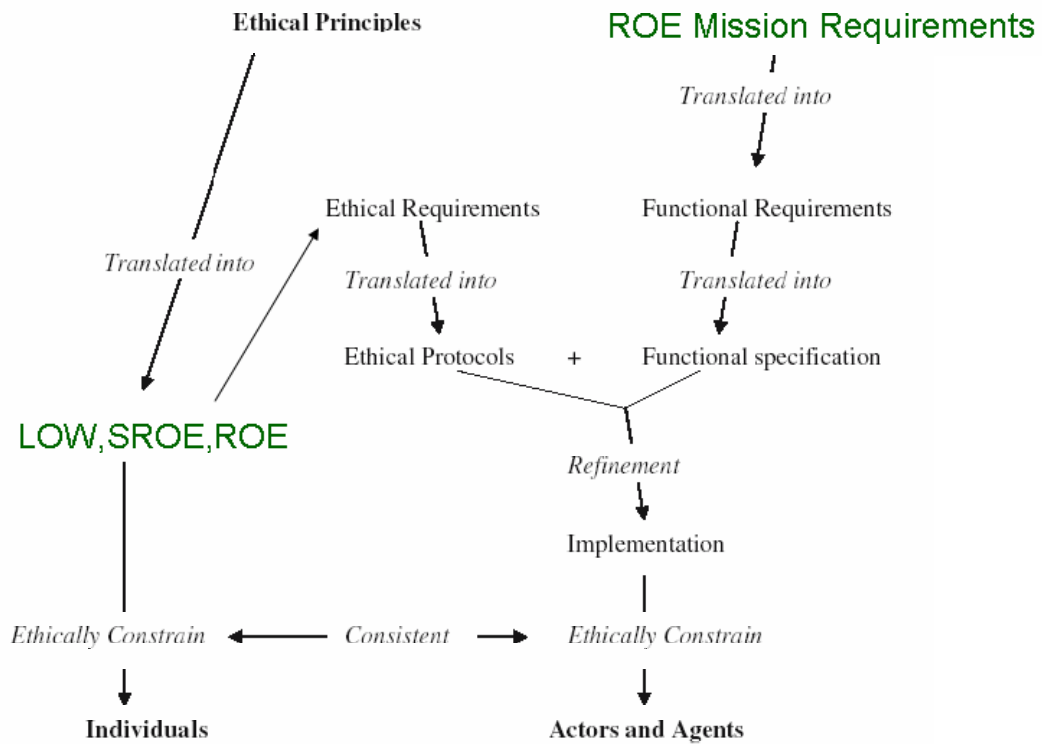 Ethical Principles
ROE Mission Requirements
Translated into
Ethical Requirements
Functional Requirements
Translated into
Translated into
Translated into
Ethical Protocols + Functional specification
LOW,SROE,ROE
Refinement
Implementation
Ethically Constrain
Consistent
Ethically Constrain
Individuals
Actors and Agents